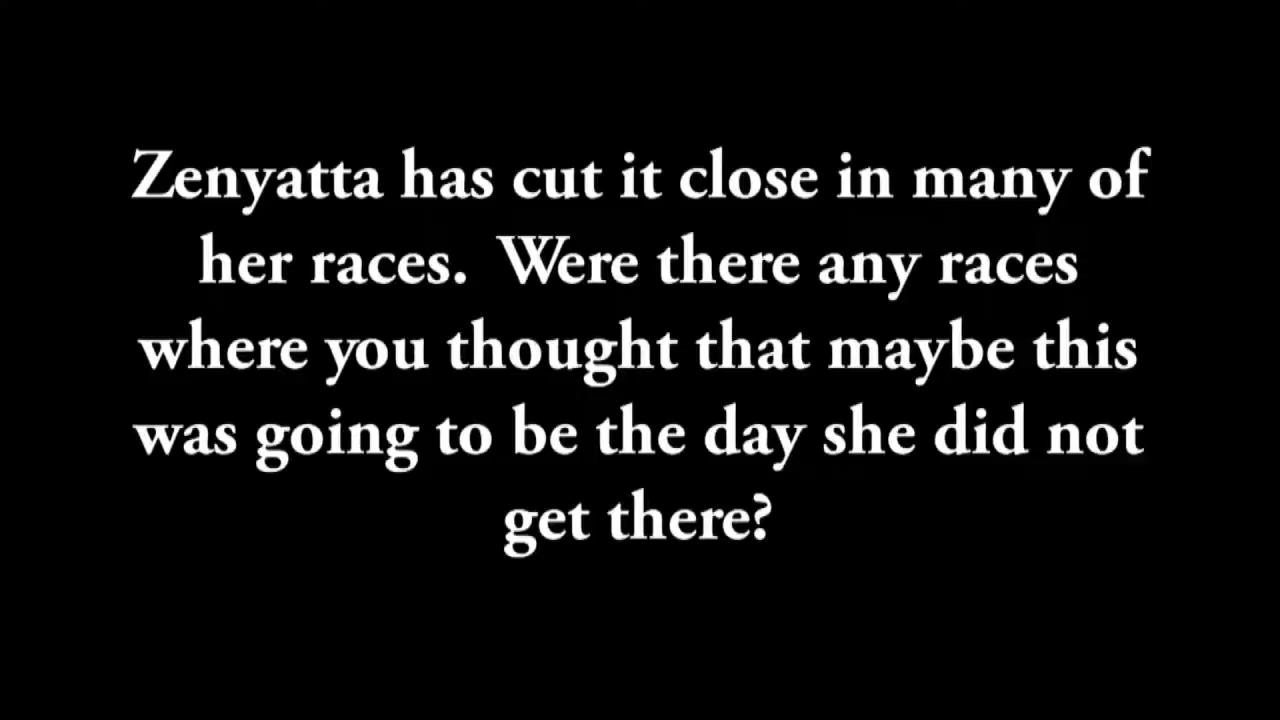 Zenyatta has cut it close in many of
her races.  Were there any races
where you thought that maybe this
was going to be the day she did not
get there?